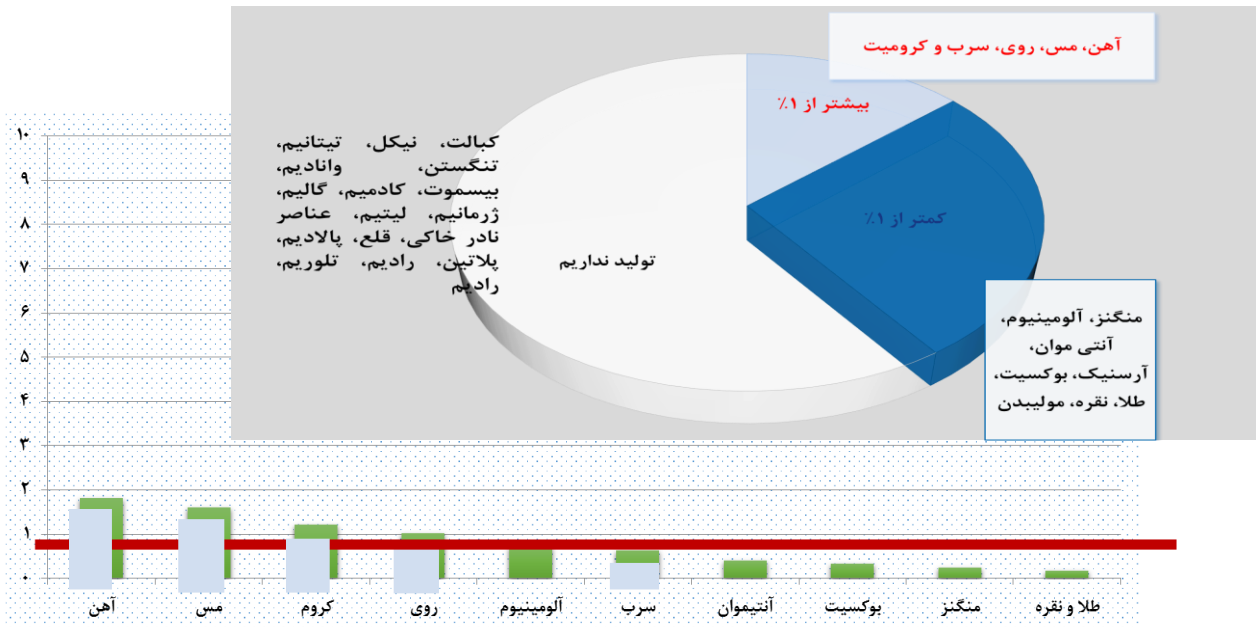 آهن، مس، روی، سرب و کرومیت
بیشتر از ۱٪
کمتر از ۱٪
تولید نداریم
کبالت، نیکل، تیتانیم،
تنگستن، وانادیم،
بیسموت، کادمیم، گالیم،
ژرمانیم، لیتیم، عناصر
نادر خاکی، قلع، پالادیم،
پلاتین، رادیم، تلوریم،
رادیم
منگنز، آلومینیوم،
آنتی موان،
آرسنیک، بوکسیت،
طلا، نقره، مولیبدن
۱۰
۹
۸
۷
۶
۵
۴
۳
۲
۱
۰
آهن
مس
کروم
روی
آلومینیوم
سرب
آنتیموان
بوکسیت
منگنز
طلا و نقره